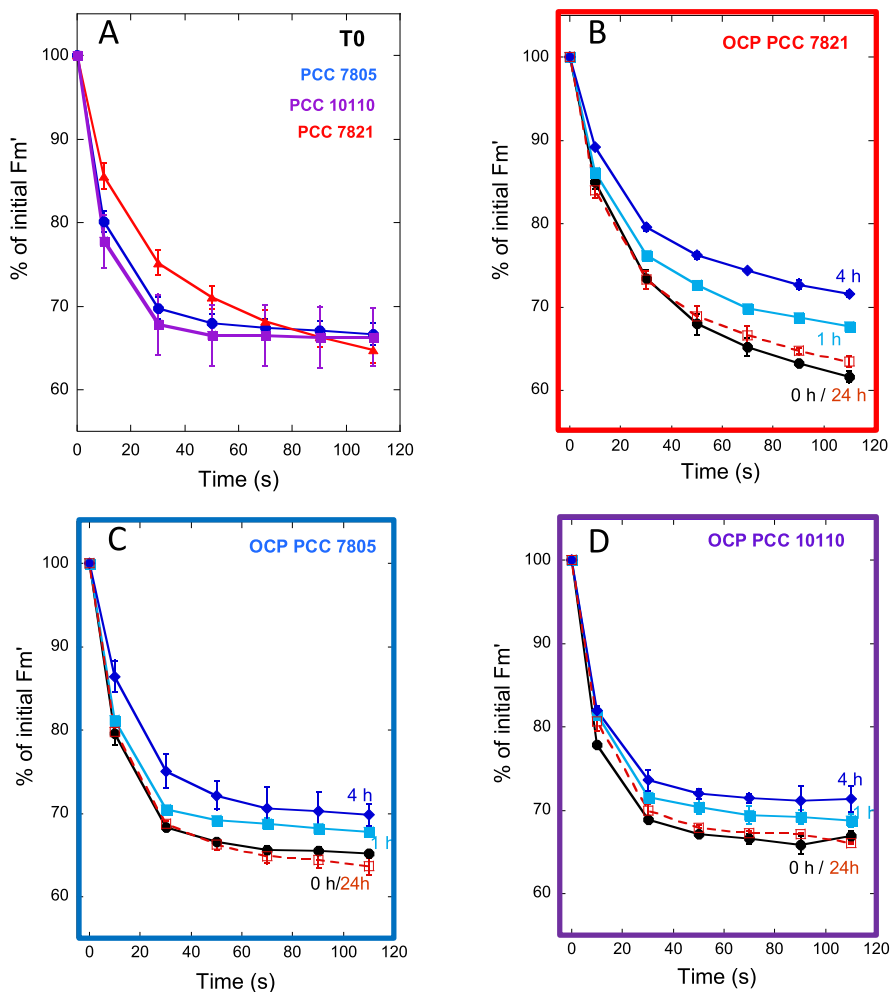 A
T0
PCC 7805
PCC 10110
PCC 7821
% of initial Fm'
100
90
80
70
60
0 20 40 60 80 100 120
Time (s)
B
OCP PCC 7821
% of initial Fm'
100
90
80
70
60
4 h
1 h
0 h / 24 h
0 20 40 60 80 100 120
Time (s)
C
OCP PCC 7805
% of initial Fm'
100
90
80
70
60
4 h
1 h
0 h/24h
0 20 40 60 80 100 120
Time (s)
D
OCP PCC 10110
% of initial Fm'
100
90
80
70
60
4 h
1 h
0 h / 24h
0 20 40 60 80 100 120
Time (s)